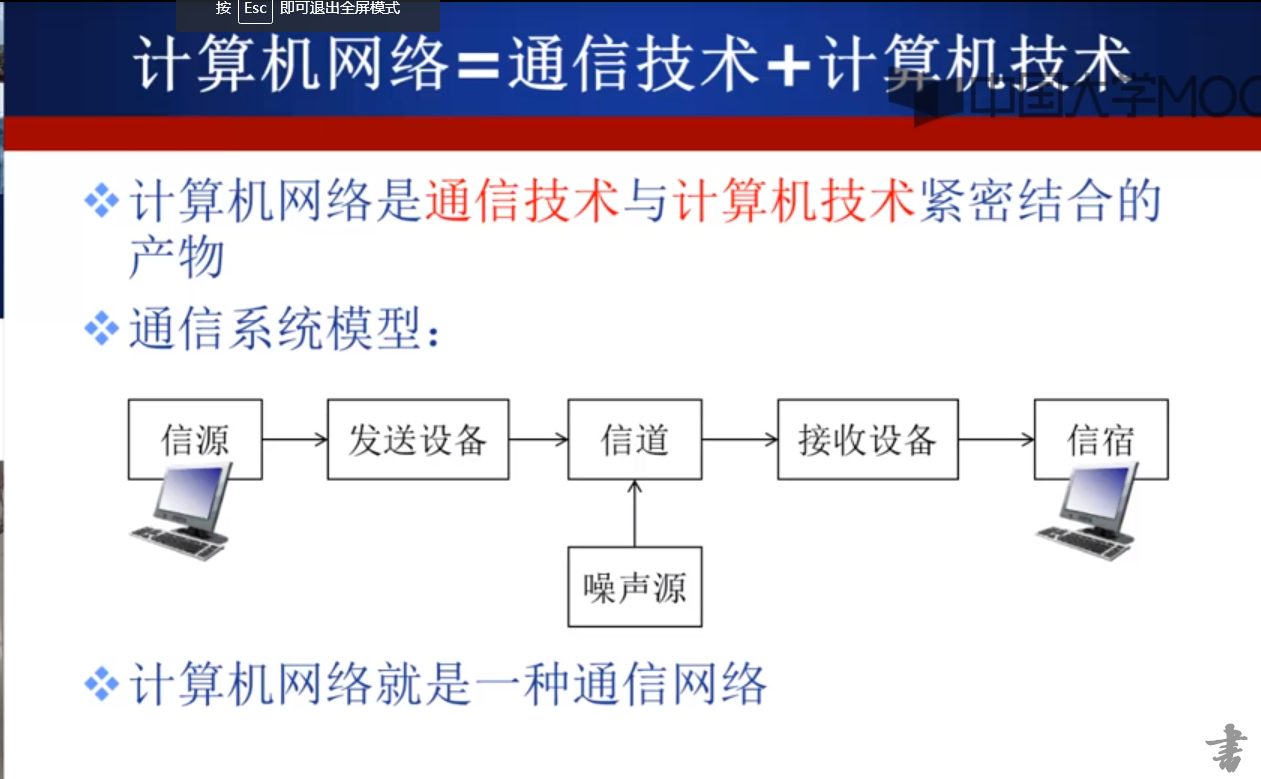 按 Esc 即可退出全屏模式
计算机网络=通信技术+计算机技术
中国大学MOO
计算机网络是通信技术与计算机技术紧密结合的
产物
通信系统模型：
信源
发送设备
信道
接收设备
信宿
噪声源
计算机网络就是一种通信网络
書